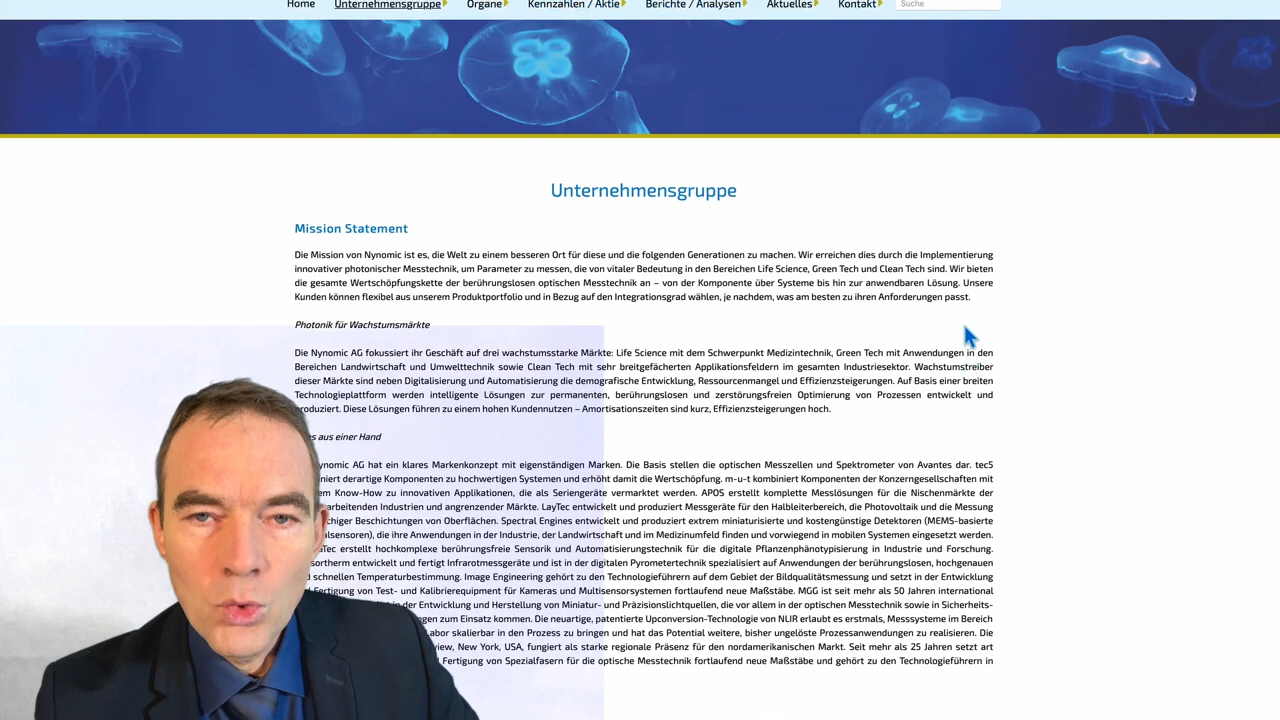 Home Unternehmensgruppe Organe Kennzahlen / Aktie Berichte / Analysen Aktuelles Kontakt Suche
Unternehmensgruppe
Mission Statement
Die Mission von Nynomic ist es, die Welt zu einem besseren Ort für diese und die folgenden Generationen zu machen. Wir erreichen dies durch die Implementierung
innovativer photonischer Messtechnik, um Parameter zu messen, die von vitaler Bedeutung in den Bereichen Life Science, Green Tech und Clean Tech sind. Wir bieten
die gesamte Wertschöpfungskette der berührungslosen optischen Messtechnik an – von der Komponente über Systeme bis hin zur anwendbaren Lösung. Unsere
Kunden können flexibel aus unserem Produktportfolio und in Bezug auf den Integrationsgrad wählen, je nachdem, was am besten zu ihren Anforderungen passt.
Photonik für Wachstumsmärkte
Die Nynomic AG fokussiert ihr Geschäft auf drei wachstumsstarke Märkte: Life Science mit dem Schwerpunkt Medizintechnik, Green Tech mit Anwendungen in den
Bereichen Landwirtschaft und Umwelttechnik sowie Clean Tech mit sehr breitgefächerten Applikationsfeldern im gesamten Industriesektor. Wachstumstreiber
dieser Märkte sind neben Digitalisierung und Automatisierung die demografische Entwicklung, Ressourcenmangel und Effizienzsteigerungen. Auf Basis einer breiten
Technologieplattform werden intelligente Lösungen zur permanenten, berührungslosen und zerstörungsfreien Optimierung von Prozessen entwickelt und
produziert. Diese Lösungen führen zu einem hohen Kundennutzen – Amortisationszeiten sind kurz, Effizienzsteigerungen hoch.
aus einer Hand
AG hat ein klares Markenkonzept mit eigenständigen Marken. Die Basis stellen die optischen Messzellen und Spektrometer von Avantes dar. tec5
derartige Komponenten zu hochwertigen Systemen und erhöht damit die Wertschöpfung. m-u-t kombiniert Komponenten der Konzerngesellschaften mit
Know-How zu innovativen Applikationen, die als Seriengeräte vermarktet werden. APOS erstellt komplette Messlösungen für die Nischenmärkte der
arbeitenden Industrien und angrenzender Märkte. LayTec entwickelt und produziert Messgeräte für den Halbleiterbereich, die Photovoltaik und die Messung
Beschichtungen von Oberflächen. Spectral Engines entwickelt und produziert extrem miniaturisierte und kostengünstige Detektoren (MEMS-basierte
die ihre Anwendungen in der Industrie, der Landwirtschaft und im Medizinumfeld finden und vorwiegend in mobilen Systemen eingesetzt werden.
erstellt hochkomplexe berührungsfreie Sensorik und Automatisierungstechnik für die digitale Pflanzenphänotypisierung in Industrie und Forschung.
entwickelt und fertigt Infrarotmessgeräte und ist in der digitalen Pyrometertechnik spezialisiert auf Anwendungen der berührungslosen, hochgenauen
schnellen Temperaturbestimmung. Image Engineering gehört zu den Technologieführern auf dem Gebiet der Bildqualitätsmessung und setzt in der Entwicklung
Fertigung von Test- und Kalibrierequipment für Kameras und Multisensorsystemen fortlaufend neue Maßstäbe. MGG ist seit mehr als 50 Jahren international
in der Entwicklung und Herstellung von Miniatur- und Präzisionslichtquellen, die vor allem in der optischen Messtechnik sowie in Sicherheits-
zum Einsatz kommen. Die neuartige, patentierte Upconversion-Technologie von NLIR erlaubt es erstmals, Messsysteme im Bereich
Labor skalierbar in den Prozess zu bringen und hat das Potential weitere, bisher ungelöste Prozessanwendungen zu realisieren. Die
New York, USA, fungiert als starke regionale Präsenz für den nordamerikanischen Markt. Seit mehr als 25 Jahren setzt art
Fertigung von Spezialfasern für die optische Messtechnik fortlaufend neue Maßstäbe und gehört zu den Technologieführern in